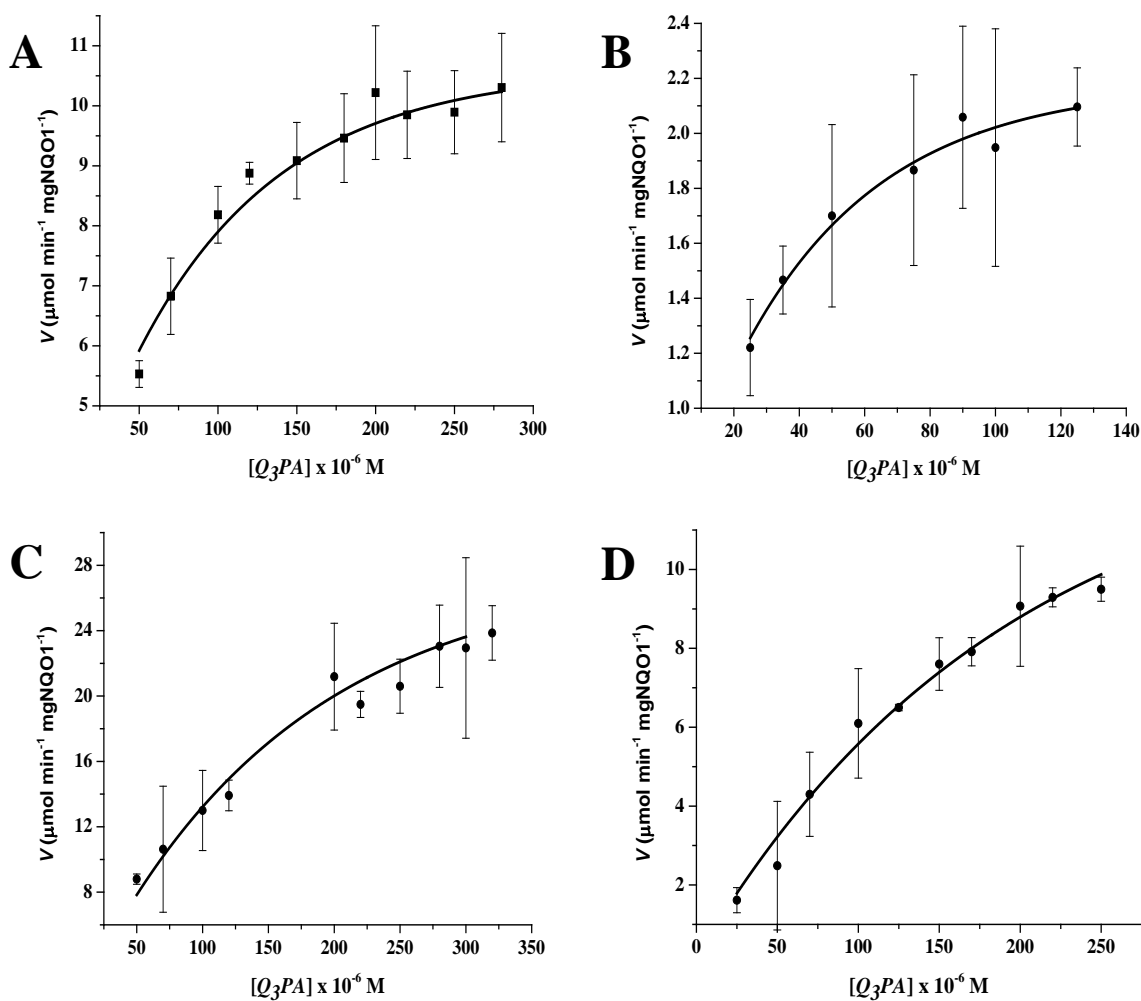 A
11
10
9
8
7
6
5
50 100 150 200 250 300
V (μmol min⁻¹ mgNQO1⁻¹)
[Q₃PA] x 10⁻⁶ M
B
2.4
2.2
2.0
1.8
1.6
1.4
1.2
1.0
20 40 60 80 100 120 140
V (μmol min⁻¹ mgNQO1⁻¹)
[Q₃PA] x 10⁻⁶ M
C
28
24
20
16
12
8
50 100 150 200 250 300 350
V (μmol min⁻¹ mgNQO1⁻¹)
[Q₃PA] x 10⁻⁶ M
D
10
8
6
4
2
0 50 100 150 200 250
V (μmol min⁻¹ mgNQO1⁻¹)
[Q₃PA] x 10⁻⁶ M